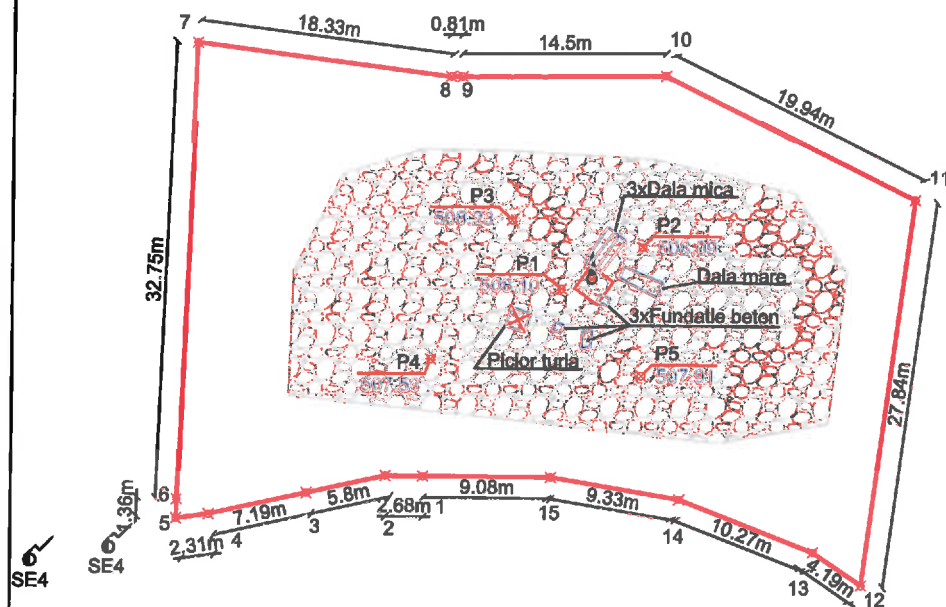 7
18.33m
0.81m
14.5m
10
8
9
19.94m
11
32.75m
3xDala mica
P3
P2
P1
508.10
Dala mare
3xFundatie beton
Picior turla
P4
P5
27.84m
6
1.36m
5
2.31m
4
7.19m
3
5.8m
2
2.68m
1
9.08m
15
9.33m
14
10.27m
13
4.19m
12
SE4
SE4